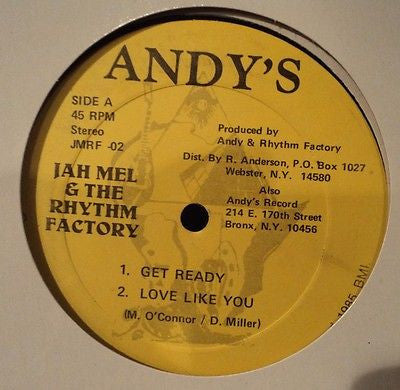 ANDY'S
SIDE A
45 RPM
Stereo
JMRF -02
Produced by
Andy & Rhythm Factory
Dist. By R. Anderson, P.O. Box 1027
Webster, N.Y. 14580
Also
Andy's Record
214 E. 170th Street
Bronx, N.Y. 10456
JAH MEL
& THE
RHYTHM
FACTORY
1. GET READY
2. LOVE LIKE YOU
(M. O'Connor / D. Miller)
1985 BMI